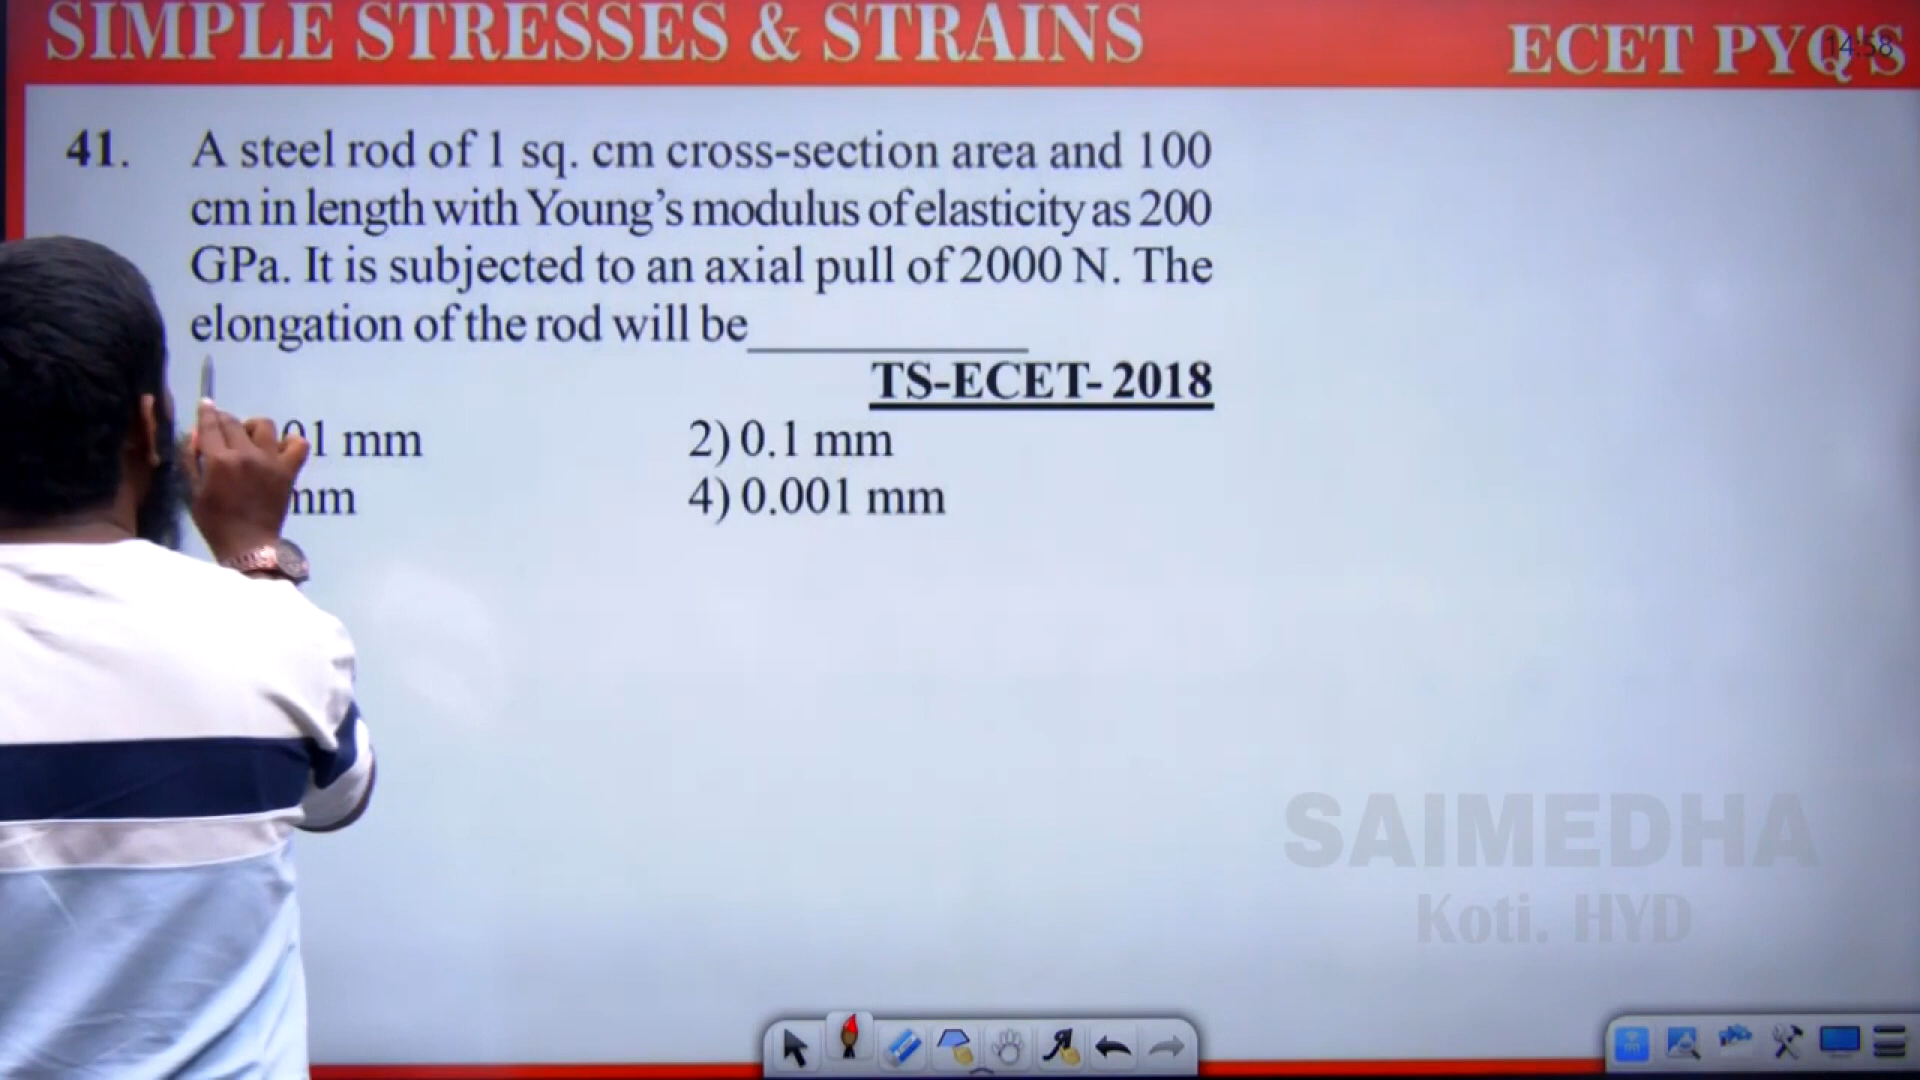 SIMPLE STRESSES & STRAINS
ECET PYQ'S
14:58
41. A steel rod of 1 sq. cm cross-section area and 100
cm in length with Young's modulus of elasticity as 200
GPa. It is subjected to an axial pull of 2000 N. The
elongation of the rod will be____________
TS-ECET- 2018
01 mm 2) 0.1 mm
mm 4) 0.001 mm
SAIMEDHA
Koti. HYD